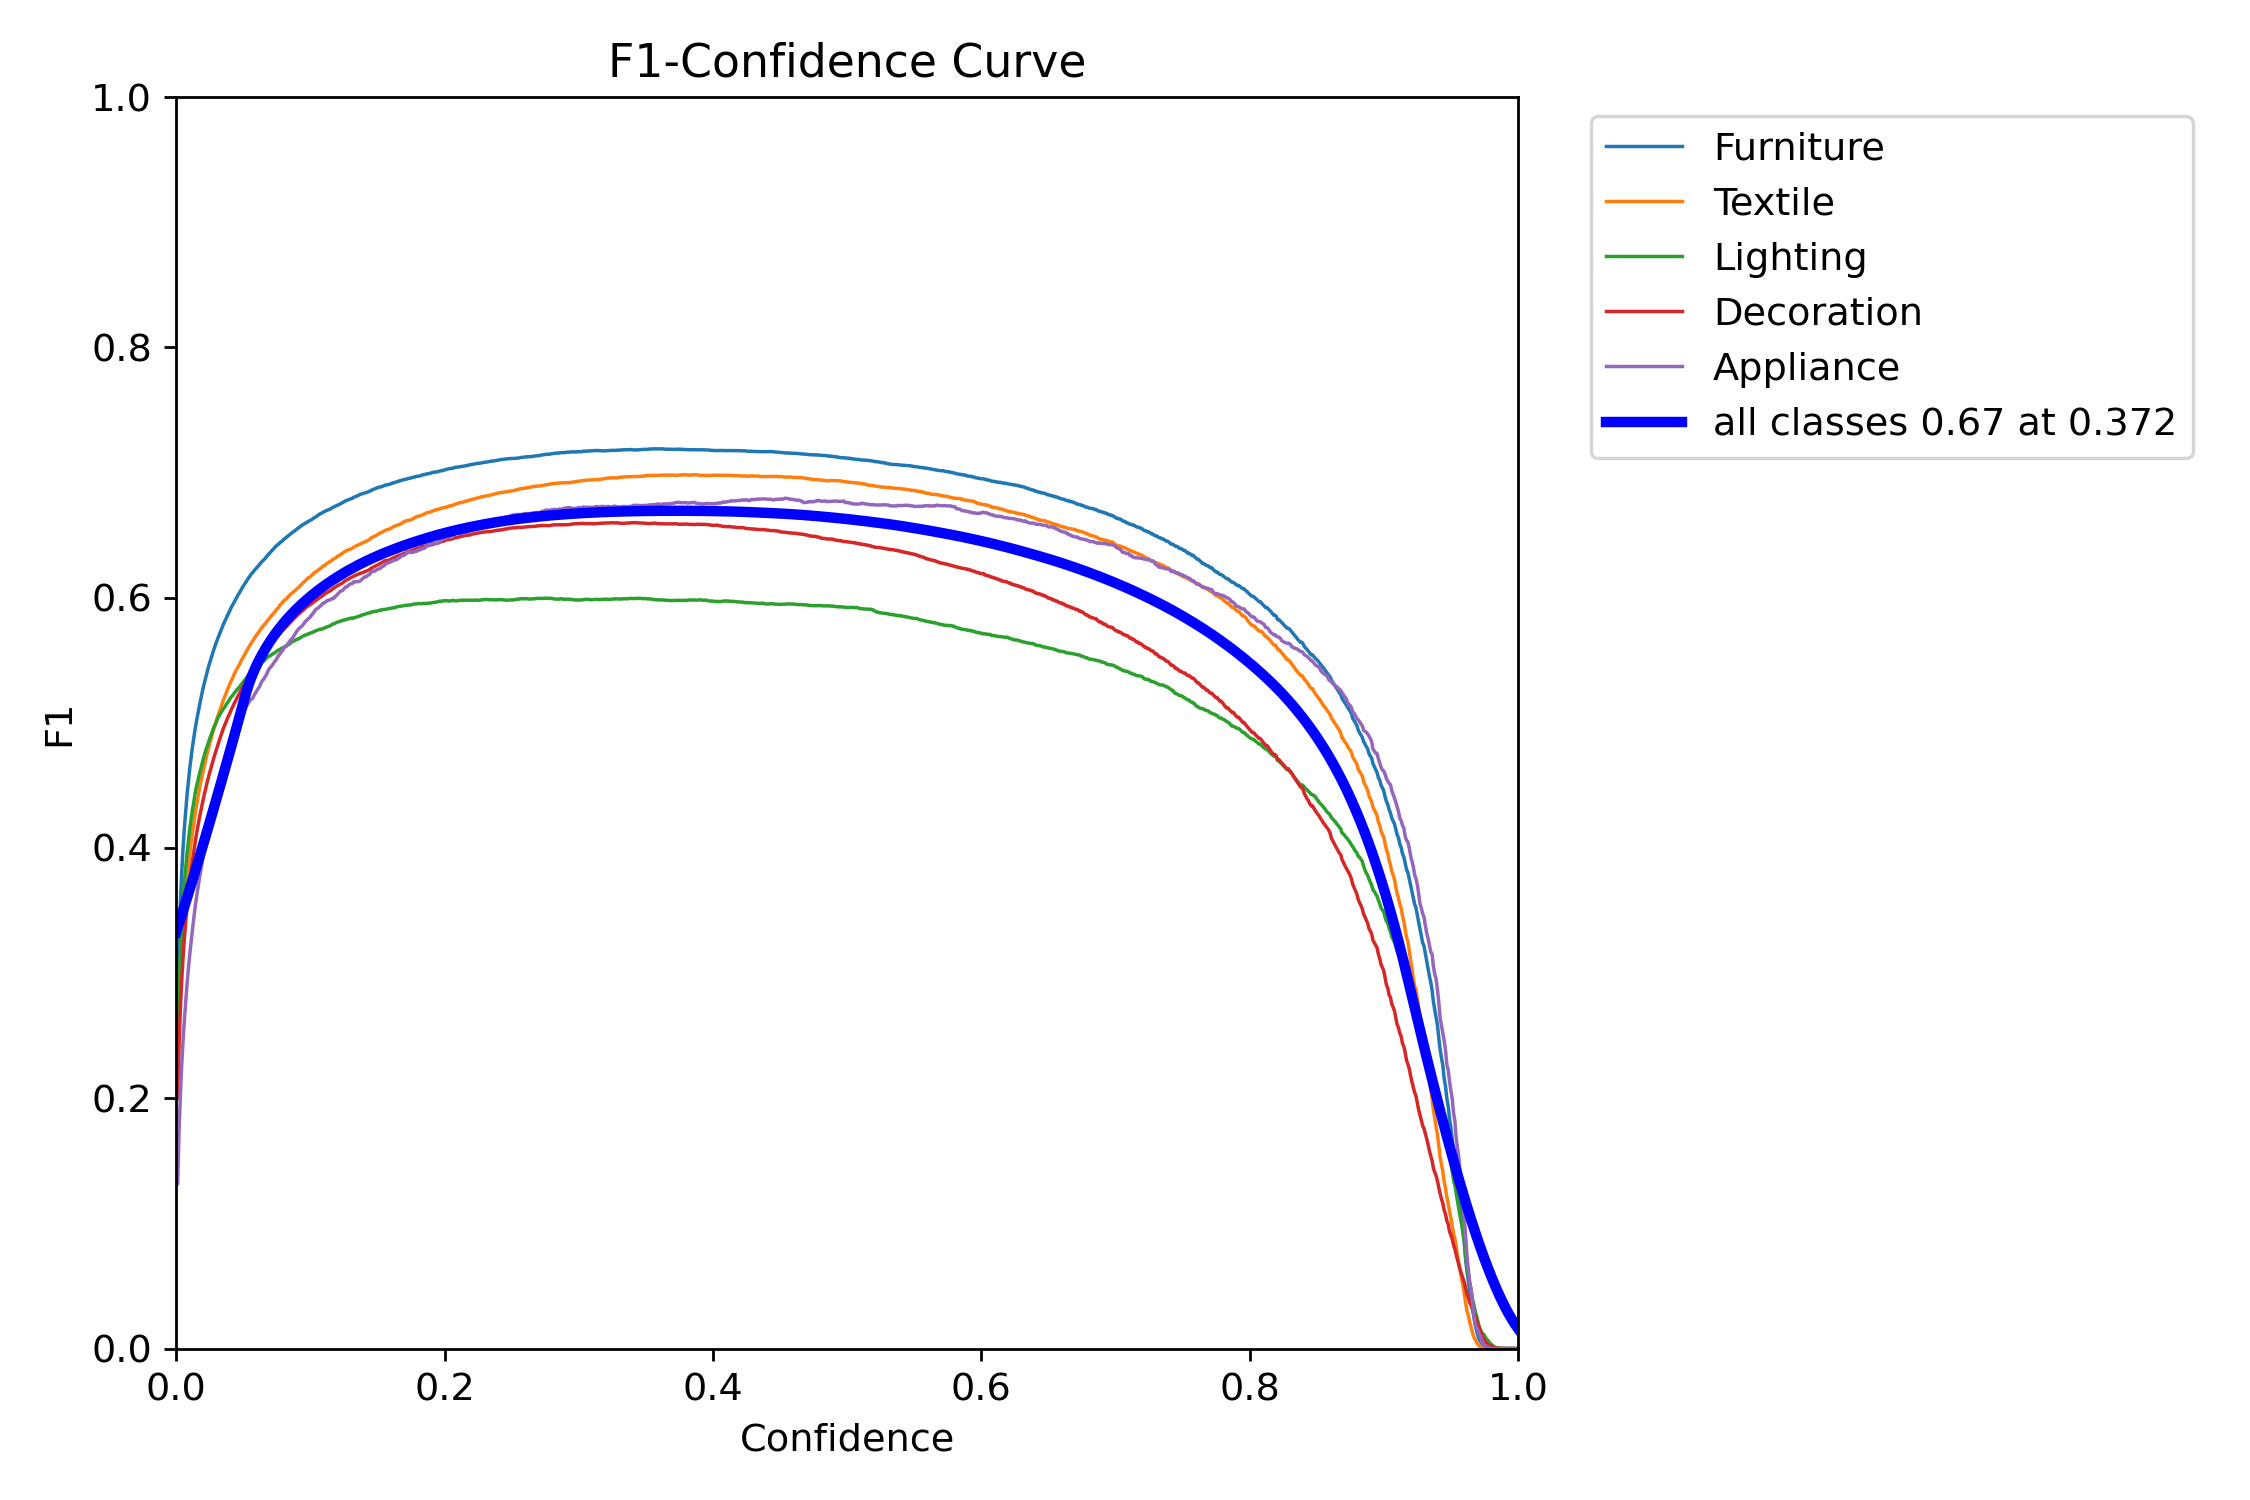 F1-Confidence Curve
1.0
0.8
0.6
0.4
0.2
0.0
F1
0.0 0.2 0.4 0.6 0.8 1.0
Confidence
Furniture
Textile
Lighting
Decoration
Appliance
all classes 0.67 at 0.372